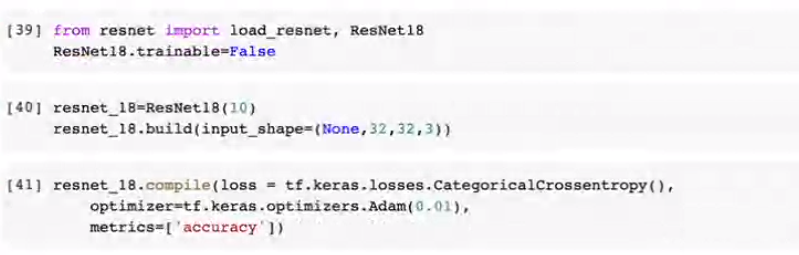 [39] from resnet import load_resnet, ResNet18
ResNet18.trainable=False
[40] resnet_18=ResNet18(10)
resnet_18.build(input_shape=(None,32,32,3))
[41] resnet_18.compile(loss = tf.keras.losses.CategoricalCrossentropy(),
optimizer=tf.keras.optimizers.Adam(0.01),
metrics=['accuracy'])